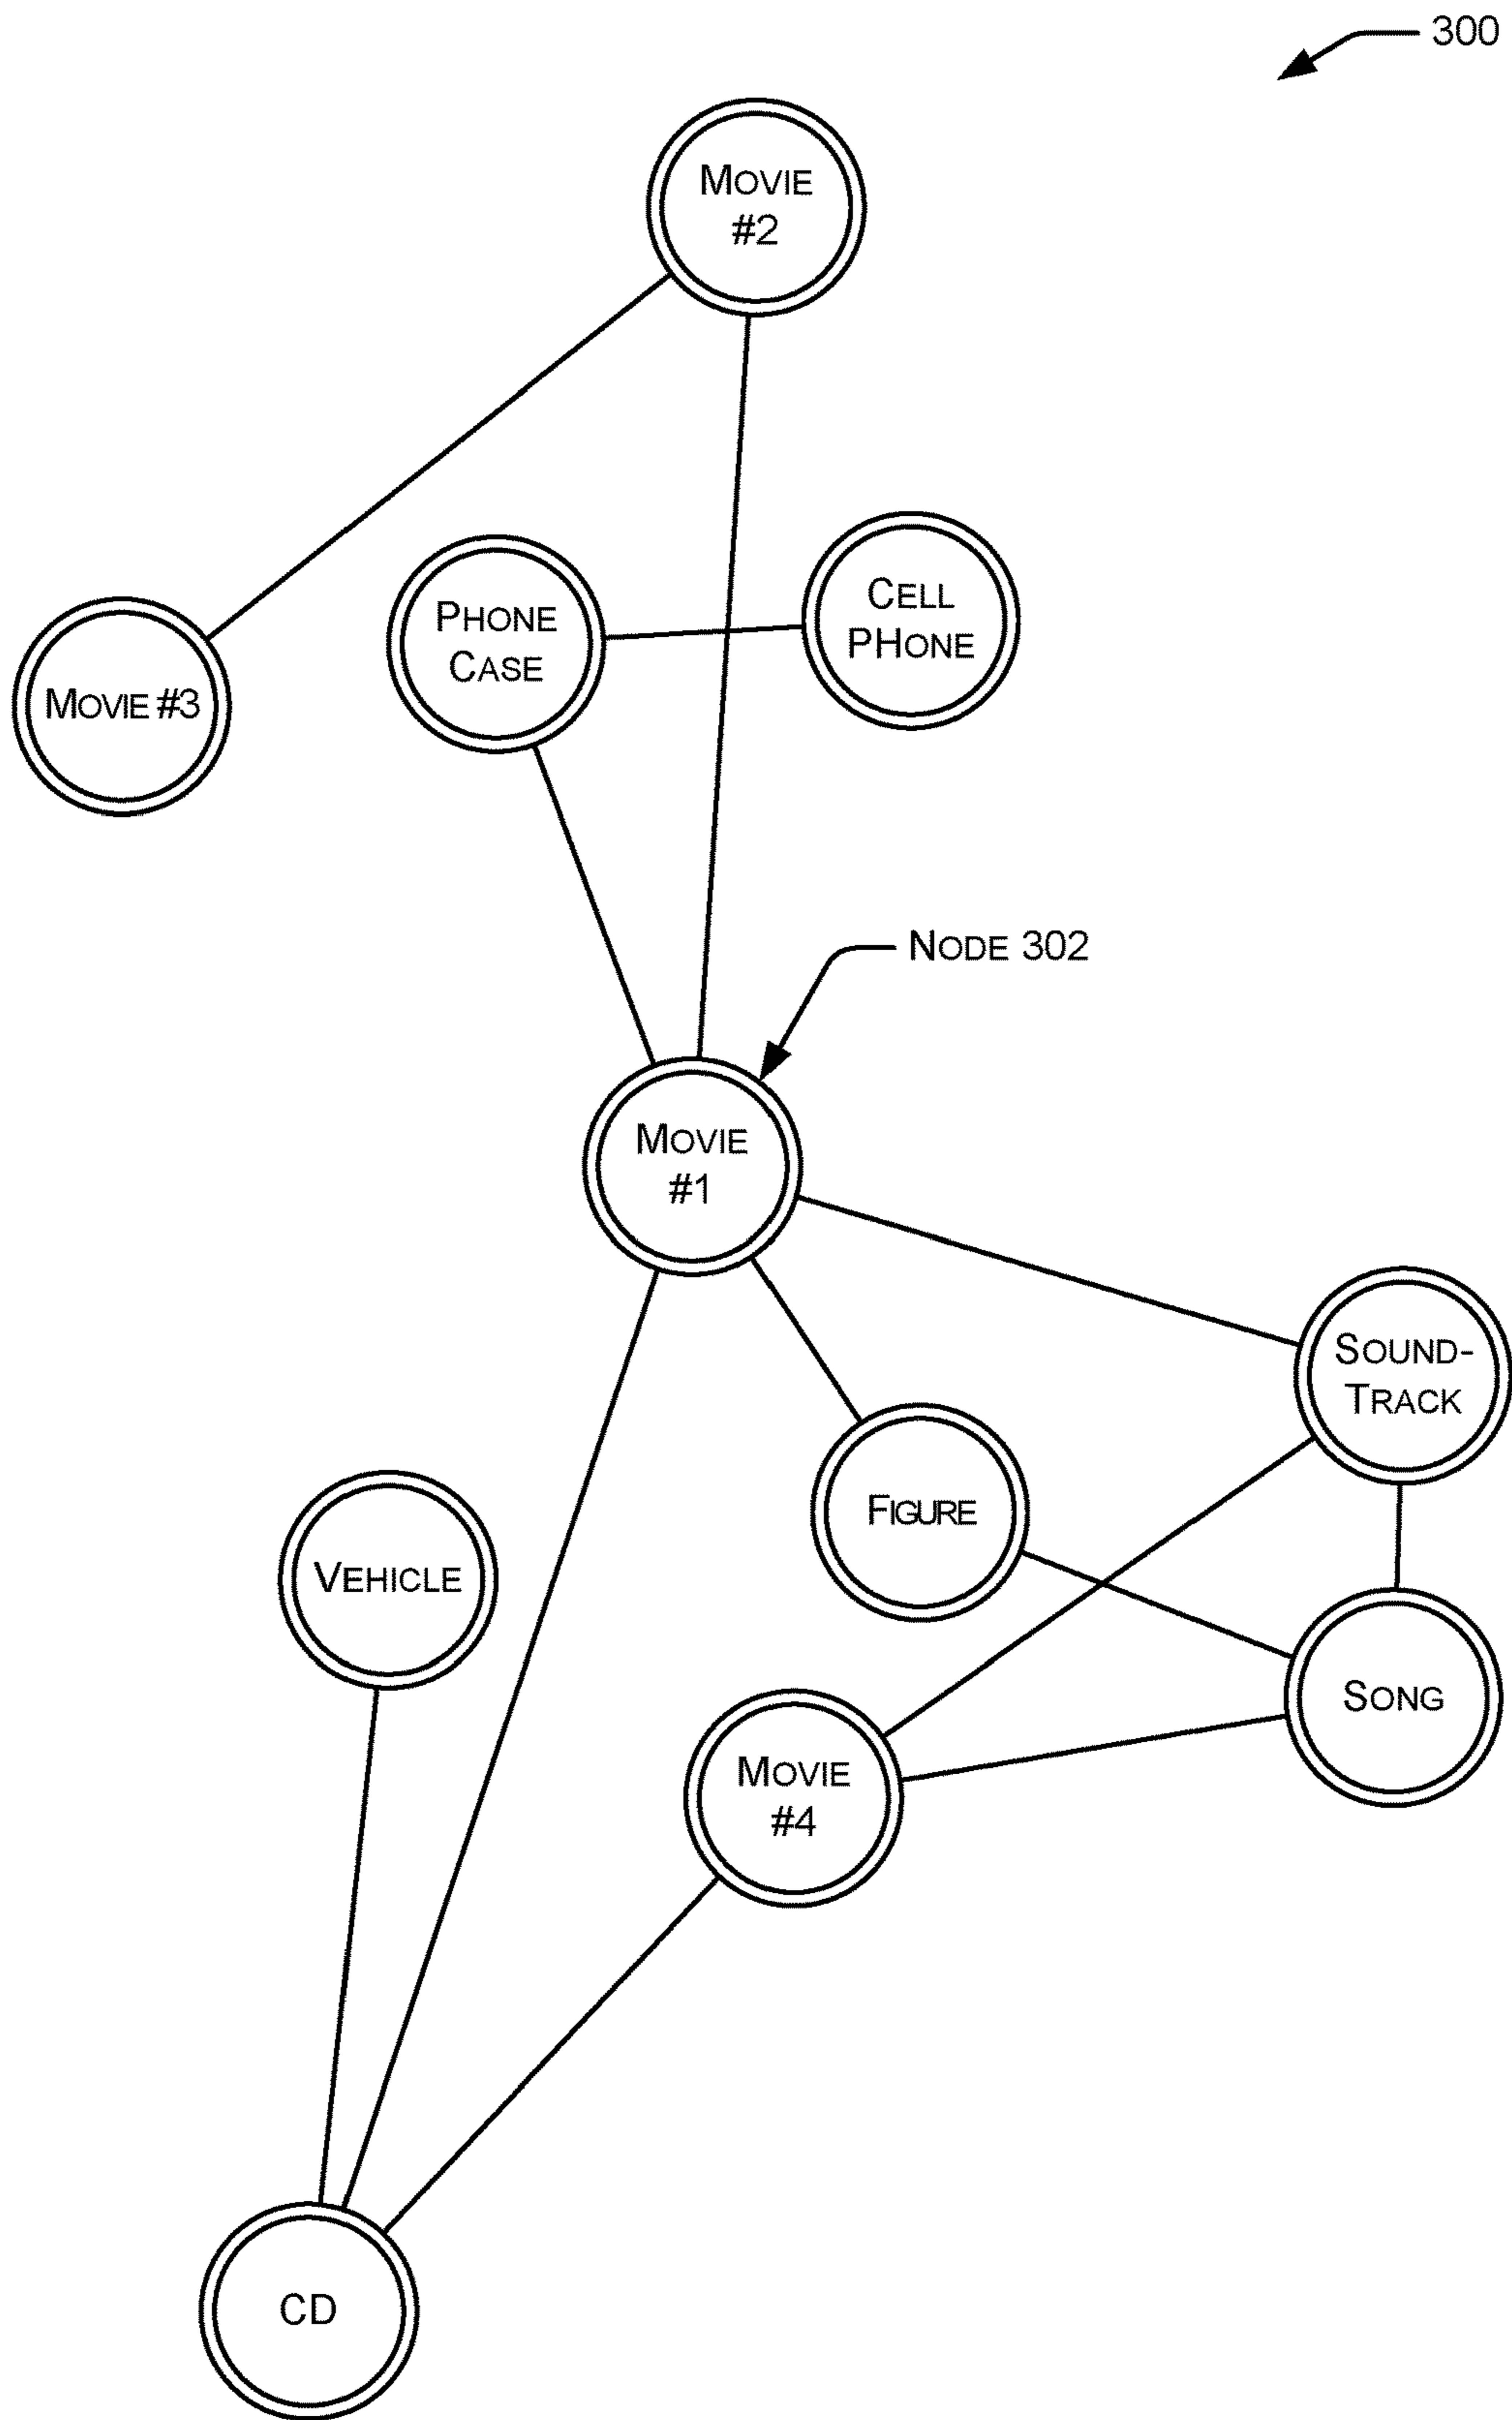 300
MOVIE
#2
PHONE
CASE
CELL
PHONE
MOVIE #3
NODE 302
MOVIE
#1
SOUND-
TRACK
FIGURE
VEHICLE
SONG
MOVIE
#4
CD